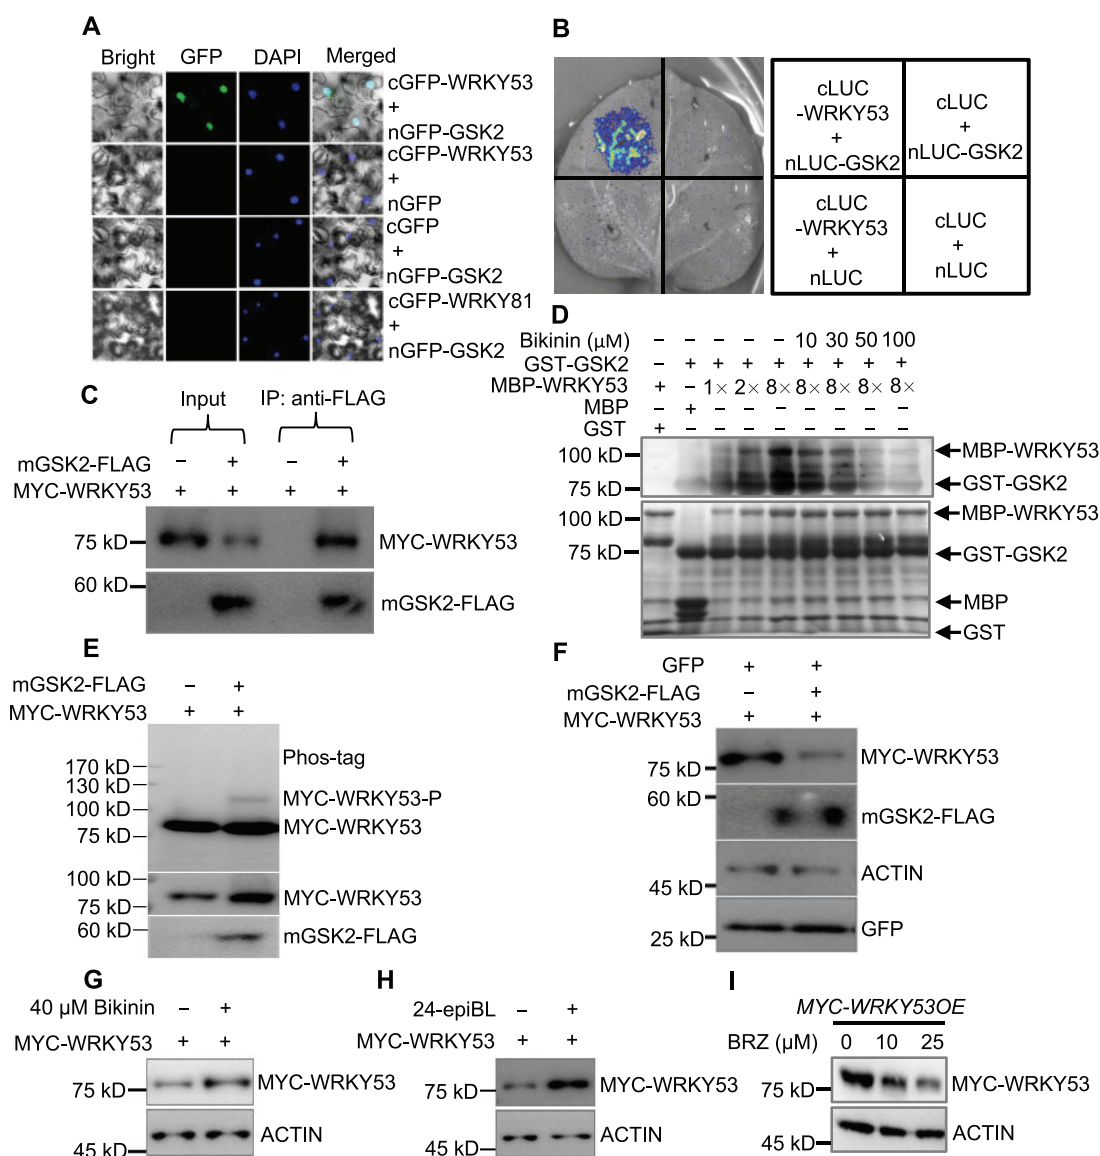 A
Bright GFP DAPI Merged
cGFP-WRKY53
+
nGFP-GSK2
cGFP-WRKY53
+
nGFP
cGFP
+
nGFP-GSK2
cGFP-WRKY81
+
nGFP-GSK2
B
cLUC
-WRKY53
+
nLUC-GSK2
cLUC
+
nLUC-GSK2
cLUC
-WRKY53
+
nLUC
cLUC
+
nLUC
C
Input IP: anti-FLAG
mGSK2-FLAG – + – +
MYC-WRKY53 + + + +
75 kD MYC-WRKY53
60 kD
mGSK2-FLAG
D
Bikinin (µM) – – – – – 10 30 50 100
GST-GSK2 – + + + + + + + +
MBP-WRKY53 + – 1× 2× 8× 8× 8× 8× 8×
MBP – + – – – – – – –
GST + – – – – – – – –
100 kD MBP-WRKY53
75 kD GST-GSK2
100 kD MBP-WRKY53
75 kD GST-GSK2
MBP
GST
E
mGSK2-FLAG – +
MYC-WRKY53 + +
Phos-tag
170 kD
130 kD
MYC-WRKY53-P
100 kD
MYC-WRKY53
75 kD
100 kD
MYC-WRKY53
75 kD
60 kD
mGSK2-FLAG
F
GFP + +
mGSK2-FLAG – +
MYC-WRKY53 + +
MYC-WRKY53
75 kD
60 kD
mGSK2-FLAG
ACTIN
45 kD
GFP
25 kD
G
40 µM Bikinin – +
MYC-WRKY53 + +
MYC-WRKY53
75 kD
ACTIN
45 kD
H
24-epiBL – +
MYC-WRKY53 + +
MYC-WRKY53
75 kD
ACTIN
45 kD
I
MYC-WRKY53OE
BRZ (µM) 0 10 25
MYC-WRKY53
75 kD
ACTIN
45 kD